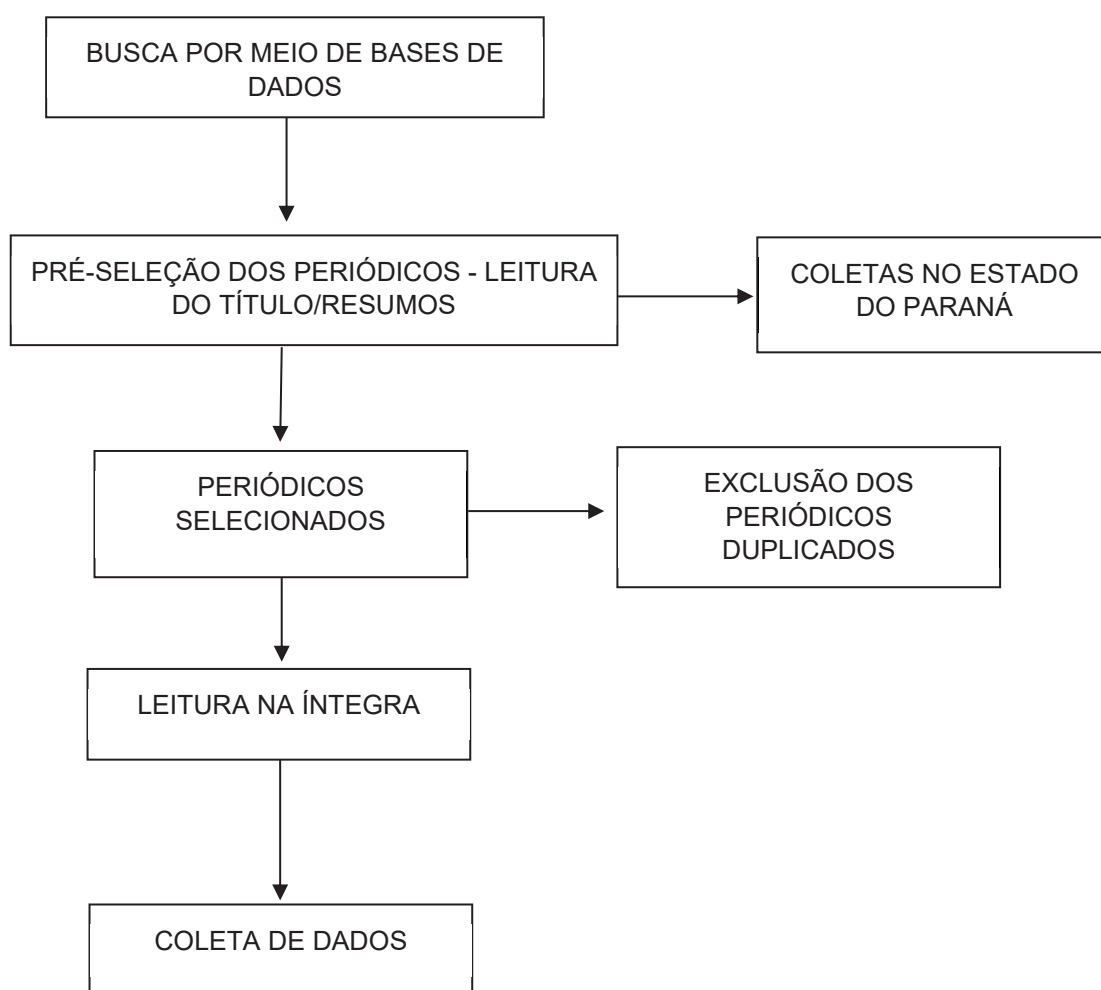 BUSCA POR MEIO DE BASES DE
DADOS
PRÉ-SELEÇÃO DOS PERIÓDICOS - LEITURA
DO TÍTULO/RESUMOS
COLETAS NO ESTADO
DO PARANÁ
PERIÓDICOS
SELECIONADOS
EXCLUSÃO DOS
PERIÓDICOS
DUPLICADOS
LEITURA NA ÍNTEGRA
COLETA DE DADOS